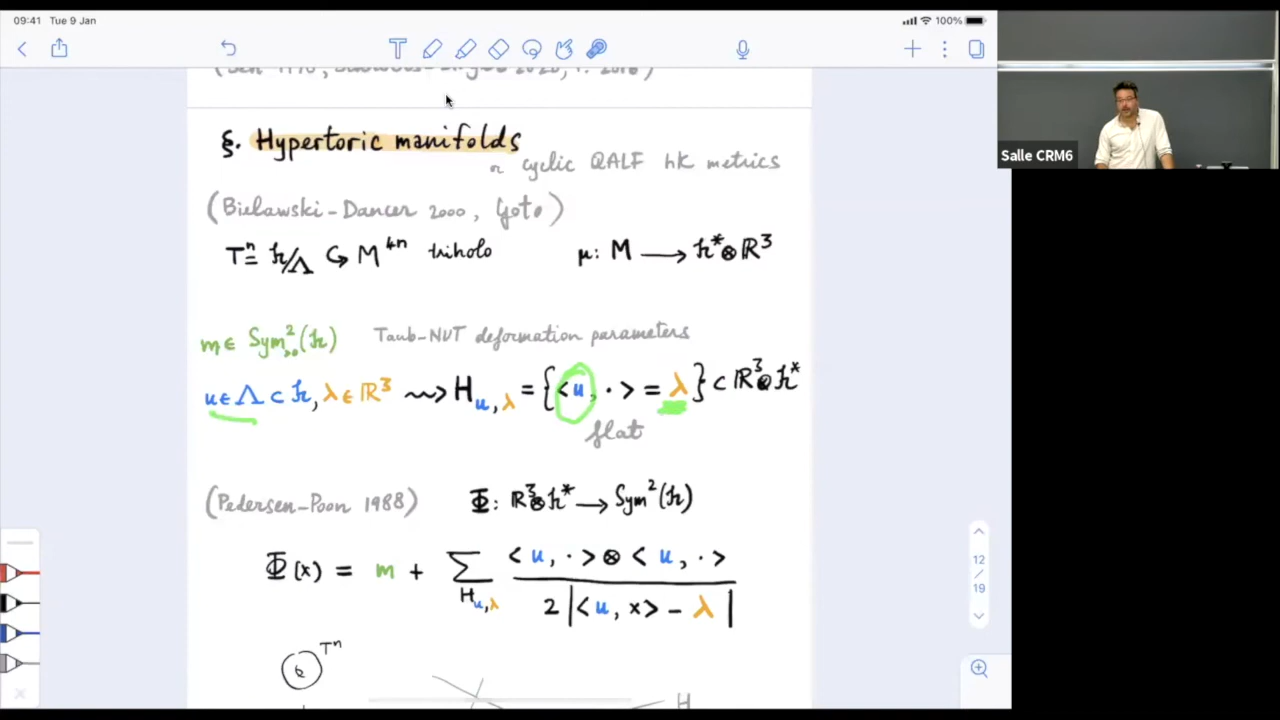 09:41 Tue 9 Jan
100%
§. Hypertoric manifolds
or cyclic QALF hK metrics
(Bielawski-Dancer 2000, Goto)
Tⁿ = 𝔥/Λ ↪ M⁴ⁿ triholo μ: M ⟶ 𝔥*⊗ℝ³
m ∈ Sym²>0(𝔥) Taub-NUT deformation parameters
u ∈ Λ ⊂ 𝔥, λ ∈ ℝ³ ⇝ H_{u,λ} = {<u, ·> = λ} ⊂ ℝ³⊗𝔥*
flat
(Pedersen-Poon 1988) Φ: ℝ³⊗𝔥* ⟶ Sym²(𝔥)
Φ(x) = m + Σ_{H_{u,λ}} <u, ·> ⊗ <u, ·> / 2|<u, x> - λ|
Tⁿ
H
12 / 19
Salle CRM6